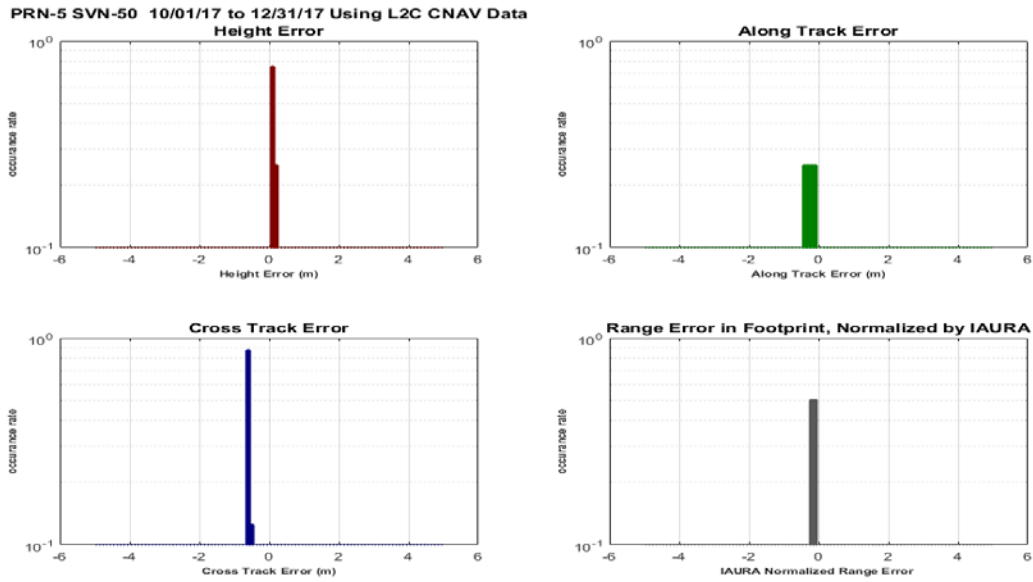 PRN-5 SVN-50 10/01/17 to 12/31/17 Using L2C CNAV Data
Height Error
10^0
occurance rate
10^-1
-6 -4 -2 0 2 4 6
Height Error (m)
Along Track Error
10^0
occurance rate
10^-1
-6 -4 -2 0 2 4 6
Along Track Error (m)
Cross Track Error
10^0
occurance rate
10^-1
-6 -4 -2 0 2 4 6
Cross Track Error (m)
Range Error in Footprint, Normalized by IAURA
10^0
occurance rate
10^-1
-6 -4 -2 0 2 4 6
IAURA Normalized Range Error